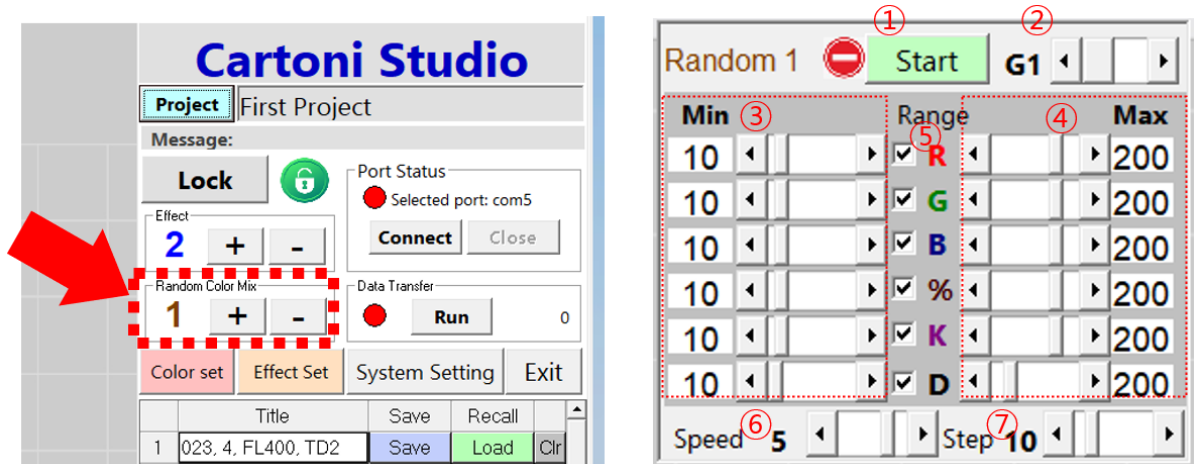 Cartoni Studio
Project First Project
Message:
Lock
Port Status
Selected port: com5
Connect Close
Effect
2 + -
Random Color Mix
1 + -
Data Transfer
Run 0
Color set Effect Set System Setting Exit
Title Save Recall
1 023, 4, FL400, TD2 Save Load Clr
① ②
Random 1 Start G1
Min ③ Range ④ Max
⑤
10 R 200
10 G 200
10 B 200
10 % 200
10 K 200
10 D 200
⑥ ⑦
Speed 5 Step 10